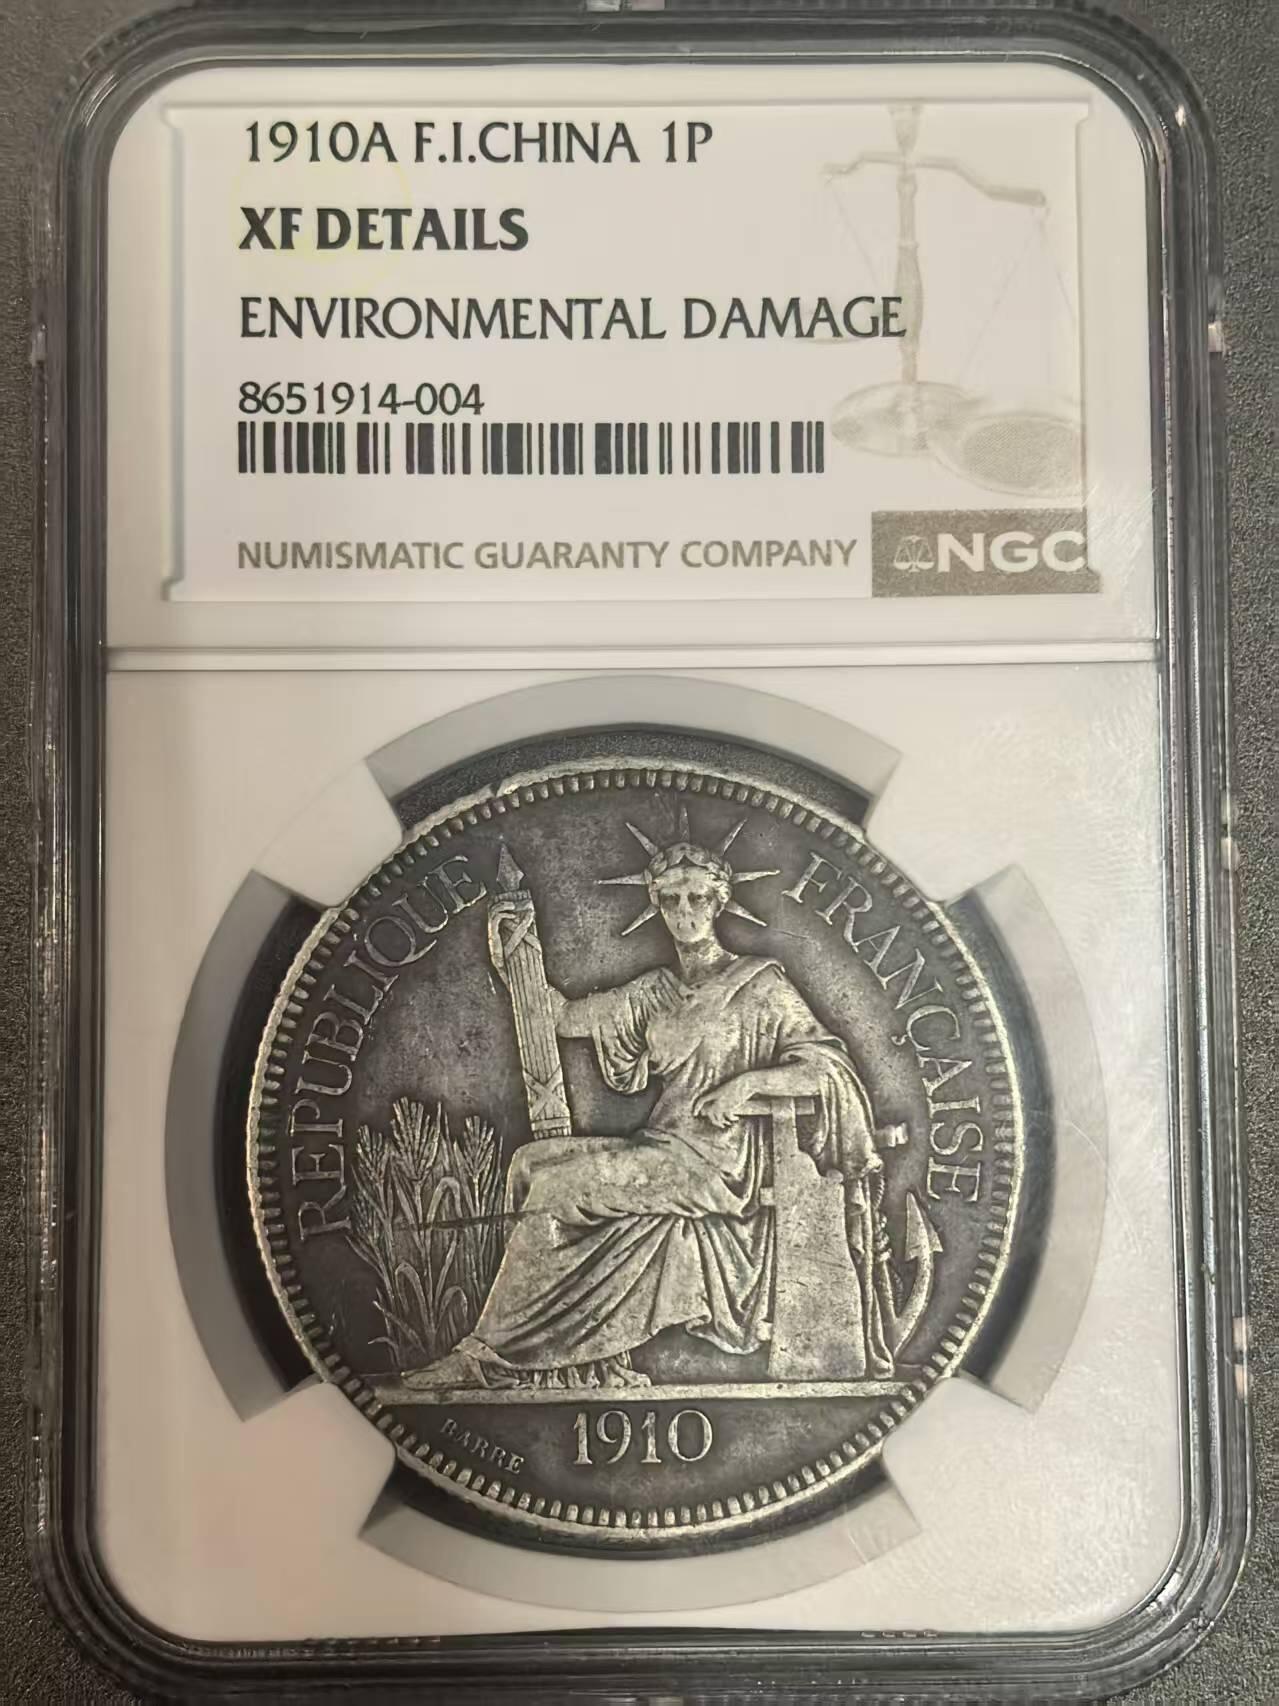 1910A F.I.CHINA 1P
XF DETAILS
ENVIRONMENTAL DAMAGE
8651914-004
NUMISMATIC GUARANTY COMPANY NGC
REPUBLIQUE FRANÇAISE
BARRE 1910